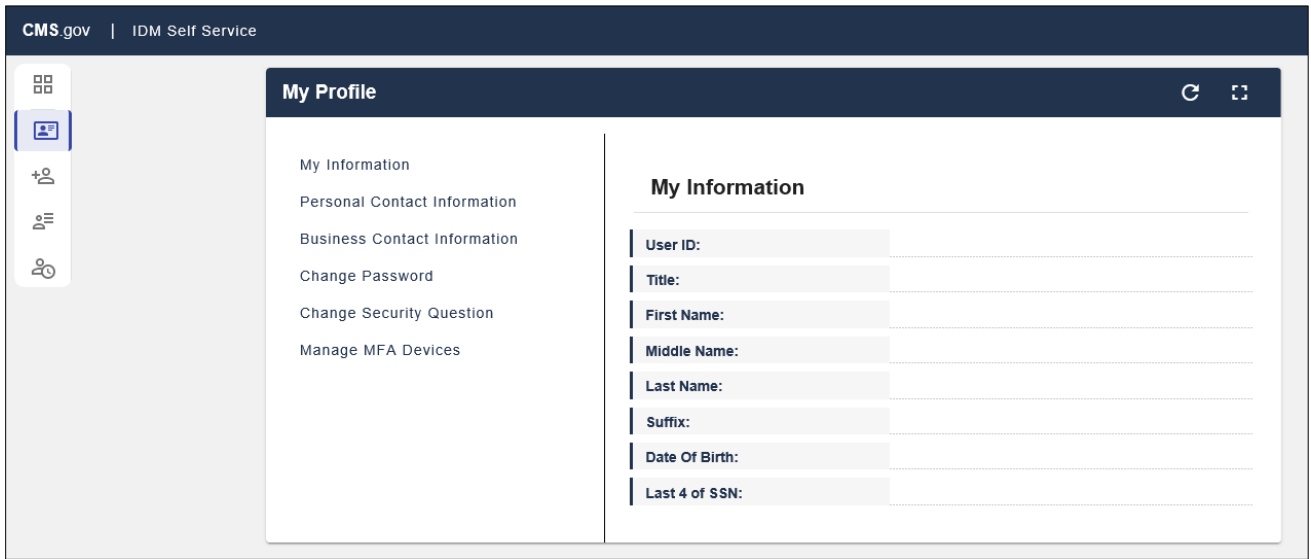 CMS.gov | IDM Self Service
My Profile
My Information
Personal Contact Information
Business Contact Information
Change Password
Change Security Question
Manage MFA Devices
My Information
User ID:
Title:
First Name:
Middle Name:
Last Name:
Suffix:
Date Of Birth:
Last 4 of SSN: